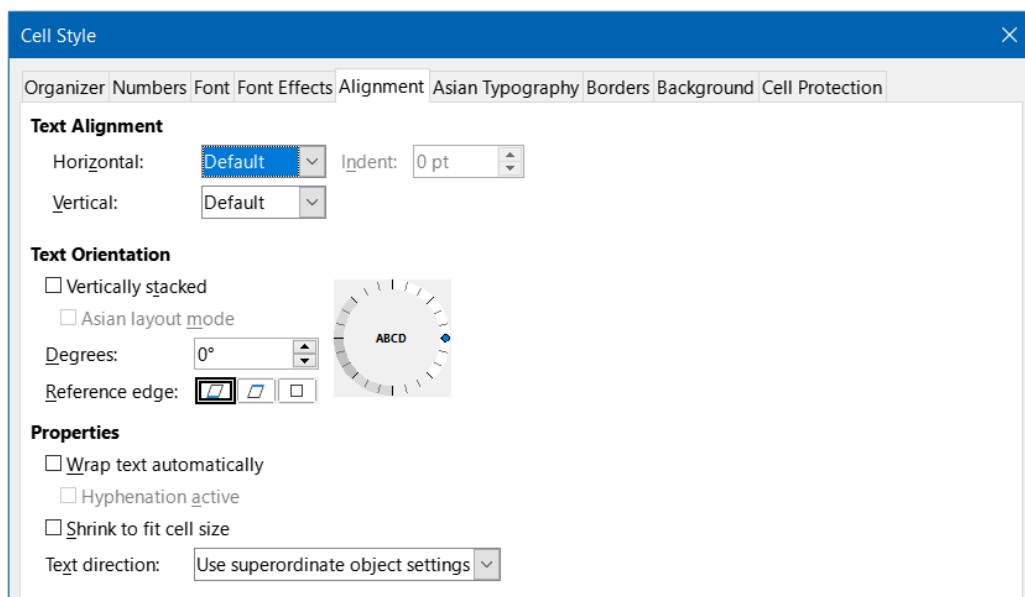 Cell Style
Organizer Numbers Font Font Effects Alignment Asian Typography Borders Background Cell Protection
Text Alignment
Horizontal: Default Indent: 0 pt
Vertical: Default
Text Orientation
Vertically stacked
Asian layout mode
Degrees: 0°
ABCD
Reference edge:
Properties
Wrap text automatically
Hyphenation active
Shrink to fit cell size
Text direction: Use superordinate object settings